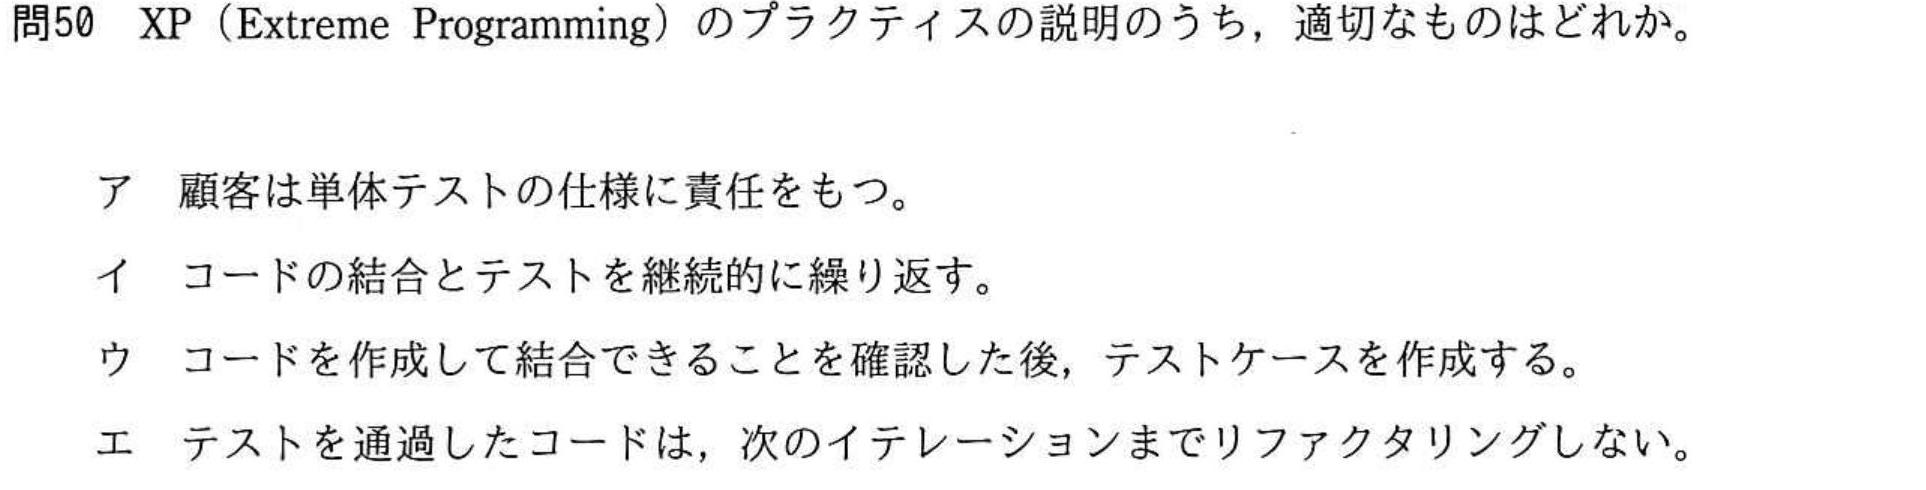 問50 XP（Extreme Programming）のプラクティスの説明のうち，適切なものはどれか。
ア 顧客は単体テストの仕様に責任をもつ。
イ コードの結合とテストを継続的に繰り返す。
ウ コードを作成して結合できることを確認した後，テストケースを作成する。
エ テストを通過したコードは，次のイテレーションまでリファクタリングしない。